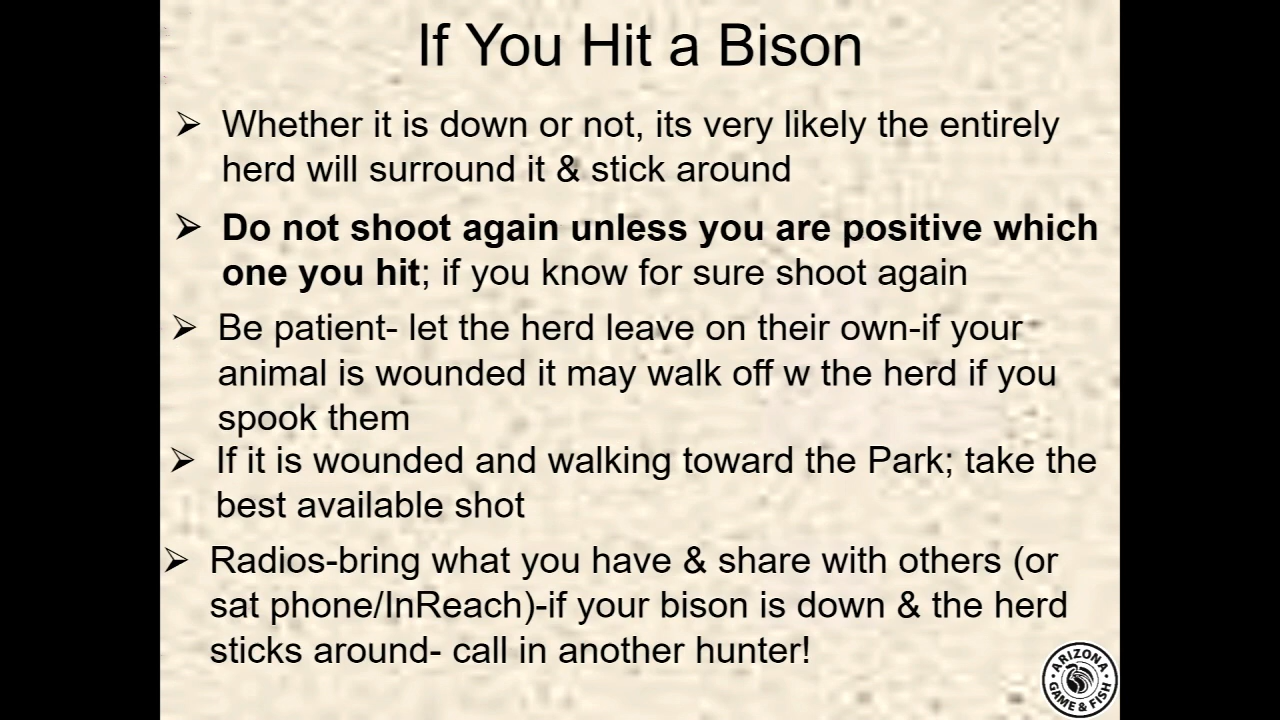 If You Hit a Bison
➢ Whether it is down or not, its very likely the entirely
herd will surround it & stick around
➢ Do not shoot again unless you are positive which
one you hit; if you know for sure shoot again
➢ Be patient- let the herd leave on their own-if your
animal is wounded it may walk off w the herd if you
spook them
➢ If it is wounded and walking toward the Park; take the
best available shot
➢ Radios-bring what you have & share with others (or
sat phone/InReach)-if your bison is down & the herd
sticks around- call in another hunter!
ARIZONA
GAME & FISH